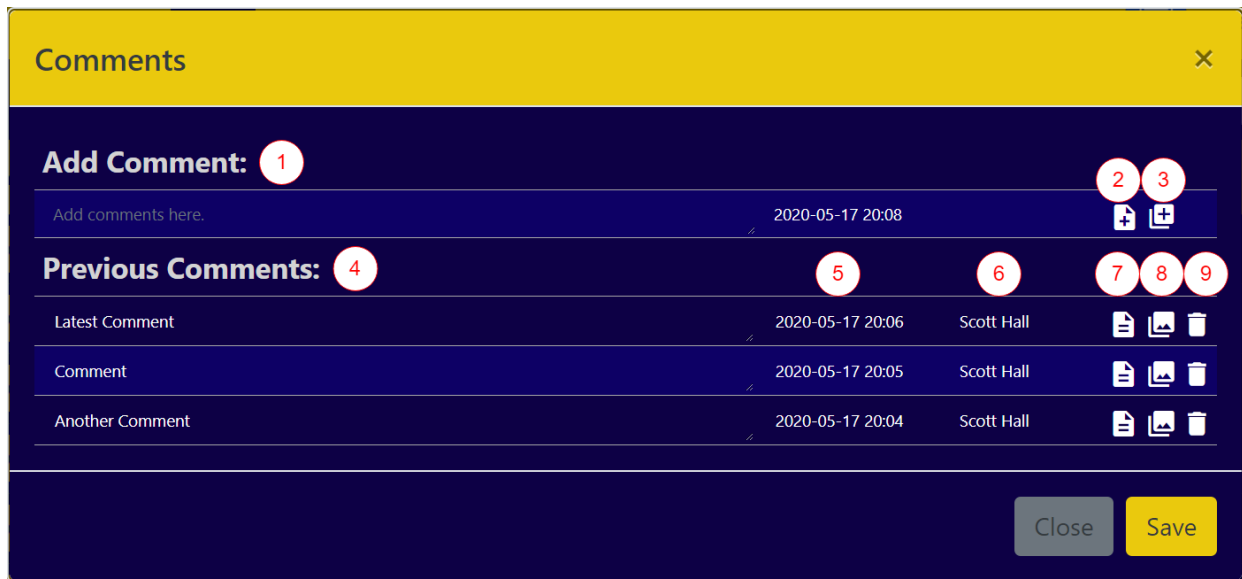 Comments
×
Add Comment: 1
2 3
Add comments here. 2020-05-17 20:08
Previous Comments: 4 5 6 7 8 9
Latest Comment 2020-05-17 20:06 Scott Hall
Comment 2020-05-17 20:05 Scott Hall
Another Comment 2020-05-17 20:04 Scott Hall
Close Save